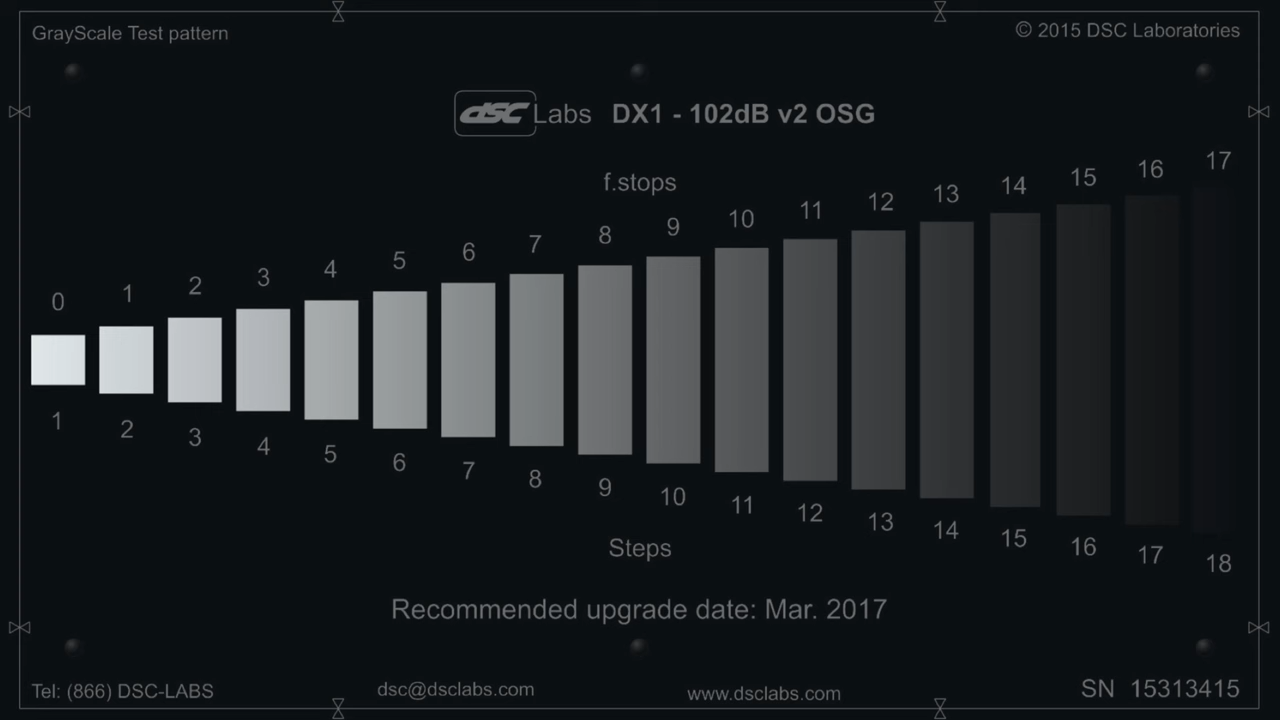 GrayScale Test pattern
© 2015 DSC Laboratories
dsc Labs DX1 - 102dB v2 OSG
f.stops
0 1 2 3 4 5 6 7 8 9 10 11 12 13 14 15 16 17
1 2 3 4 5 6 7 8 9 10 11 12 13 14 15 16 17 18
Steps
Recommended upgrade date: Mar. 2017
Tel: (866) DSC-LABS
dsc@dsclabs.com
www.dsclabs.com
SN 15313415